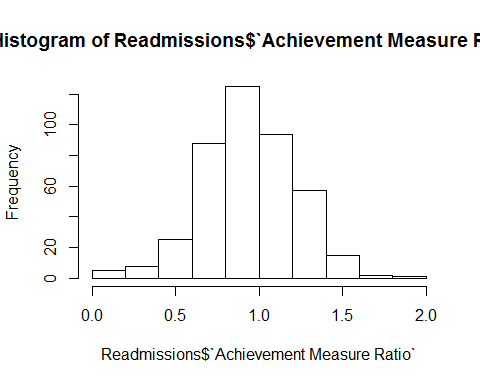 Histogram of Readmissions$`Achievement Measure R
Frequency
100
60
20
0
0.0 0.5 1.0 1.5 2.0
Readmissions$`Achievement Measure Ratio`